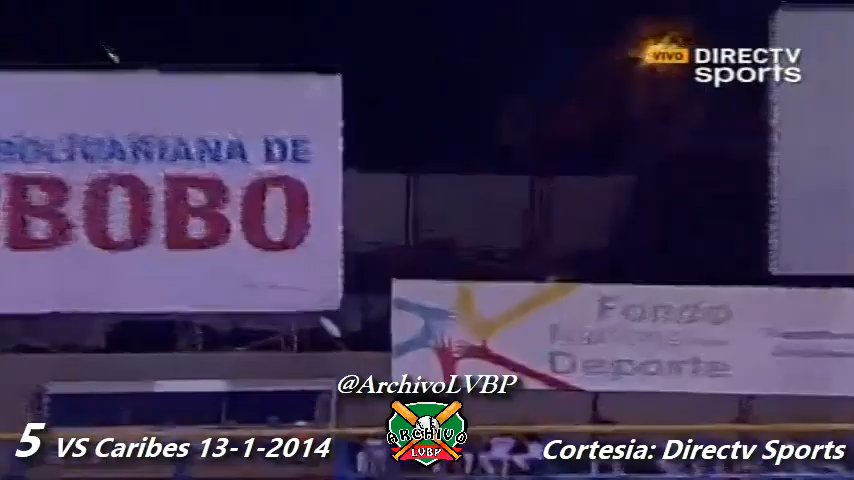 VIVO DIRECTV
sports
BOLIVARIANA DE
BOBO
Fondo
Deporte
@ArchivoLVBP
ARCHIVO
LVBP
5 VS Caribes 13-1-2014
Cortesia: Directv Sports